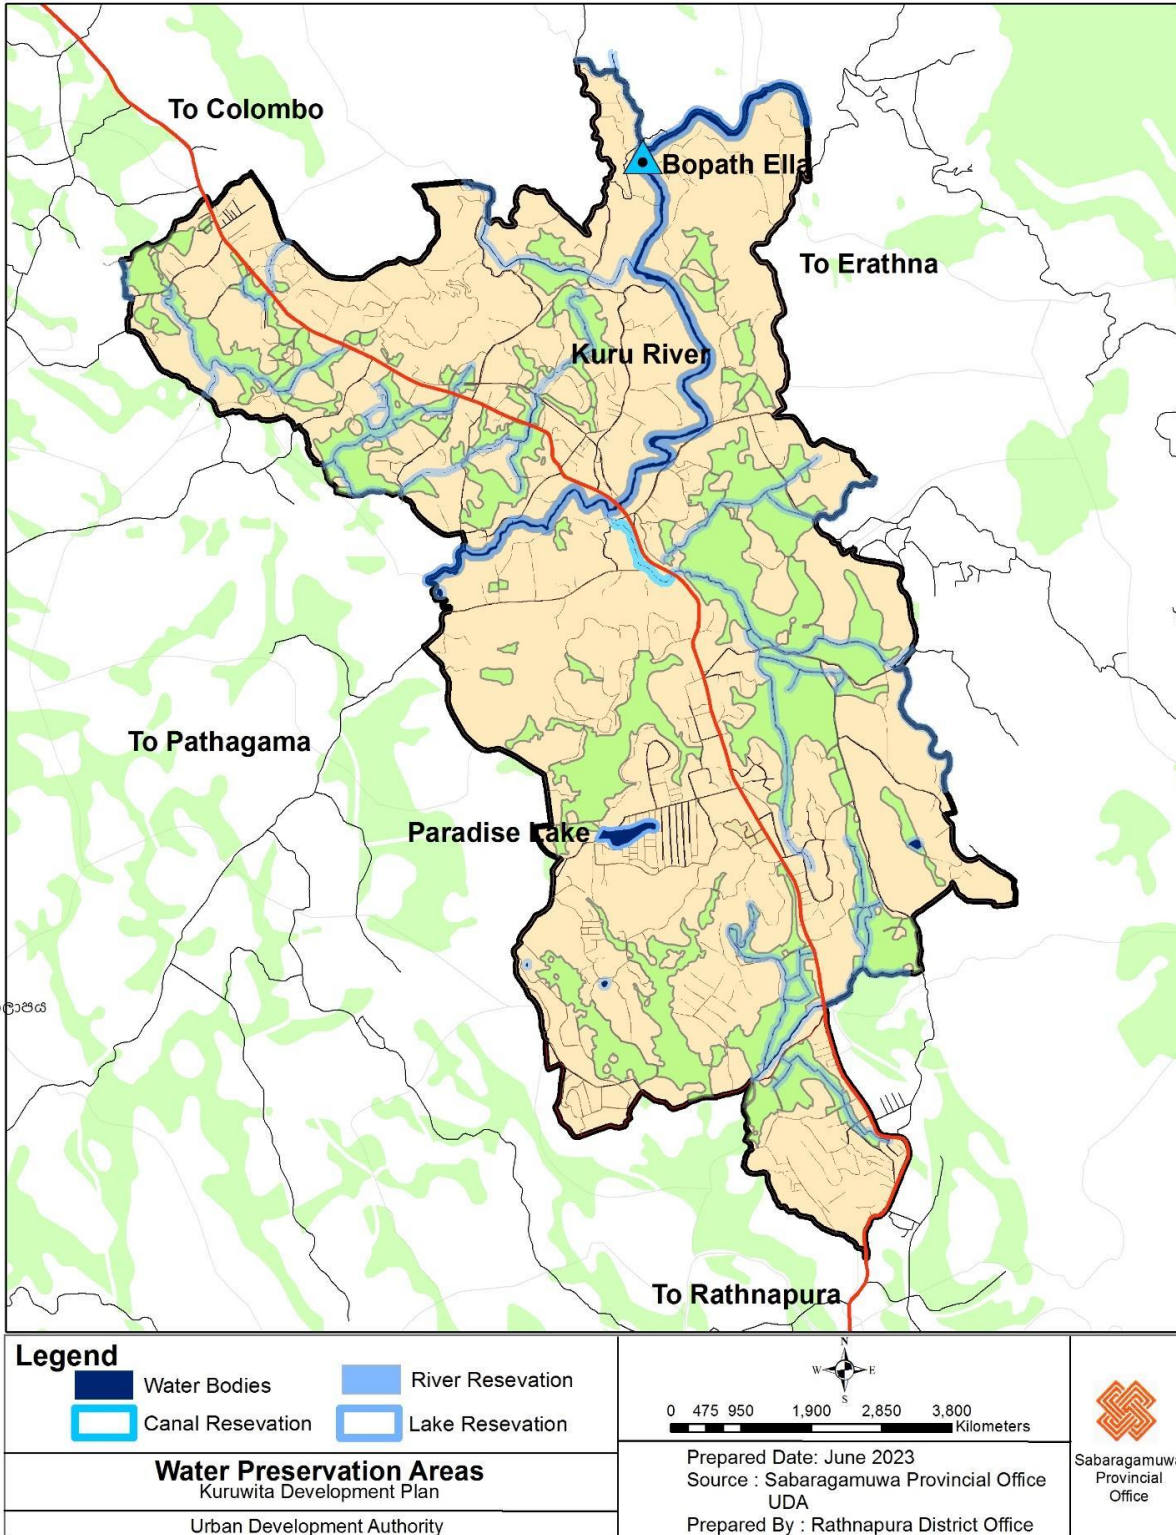 To Colombo
Bopath Ella
To Erathna
Kuru River
To Pathagama
Paradise Lake
To Rathnapura
Legend
Water Bodies
River Resevation
Canal Resevation
Lake Resevation
Water Preservation Areas
Kuruwita Development Plan
Urban Development Authority
N
W E
S
0 475 950 1,900 2,850 3,800
Kilometers
Prepared Date: June 2023
Source : Sabaragamuwa Provincial Office
UDA
Prepared By : Rathnapura District Office
Sabaragamuwa
Provincial
Office